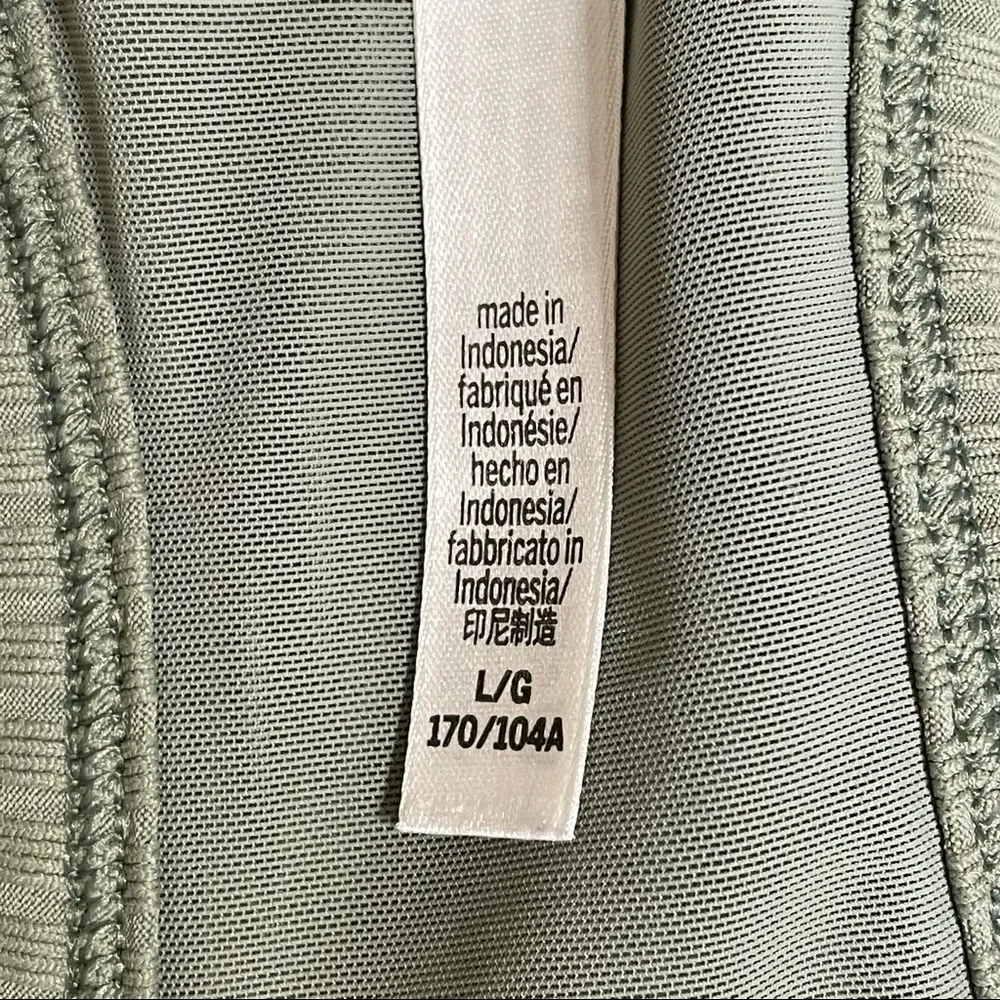 made in
Indonesia/
fabriqué en
Indonésie/
hecho en
Indonesia/
fabbricato in
Indonesia/
印尼制造
L/G
170/104A